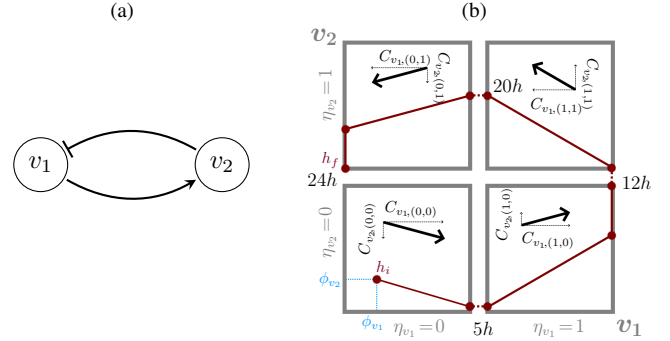 (a)
(b)
v₁
v₂
v₂
η_{v₂} = 1
C_{v₁,(0,1)}
C_{v₂,(0,1)}
C_{v₂,(1,1)}
C_{v₁,(1,1)}
20h
h_f
24h
12h
η_{v₂} = 0
C_{v₁,(0,0)}
C_{v₂,(0,0)}
C_{v₂,(1,0)}
C_{v₁,(1,0)}
h_i
ϕ_{v₂}
ϕ_{v₁}
η_{v₁} = 0
5h
η_{v₁} = 1
v₁